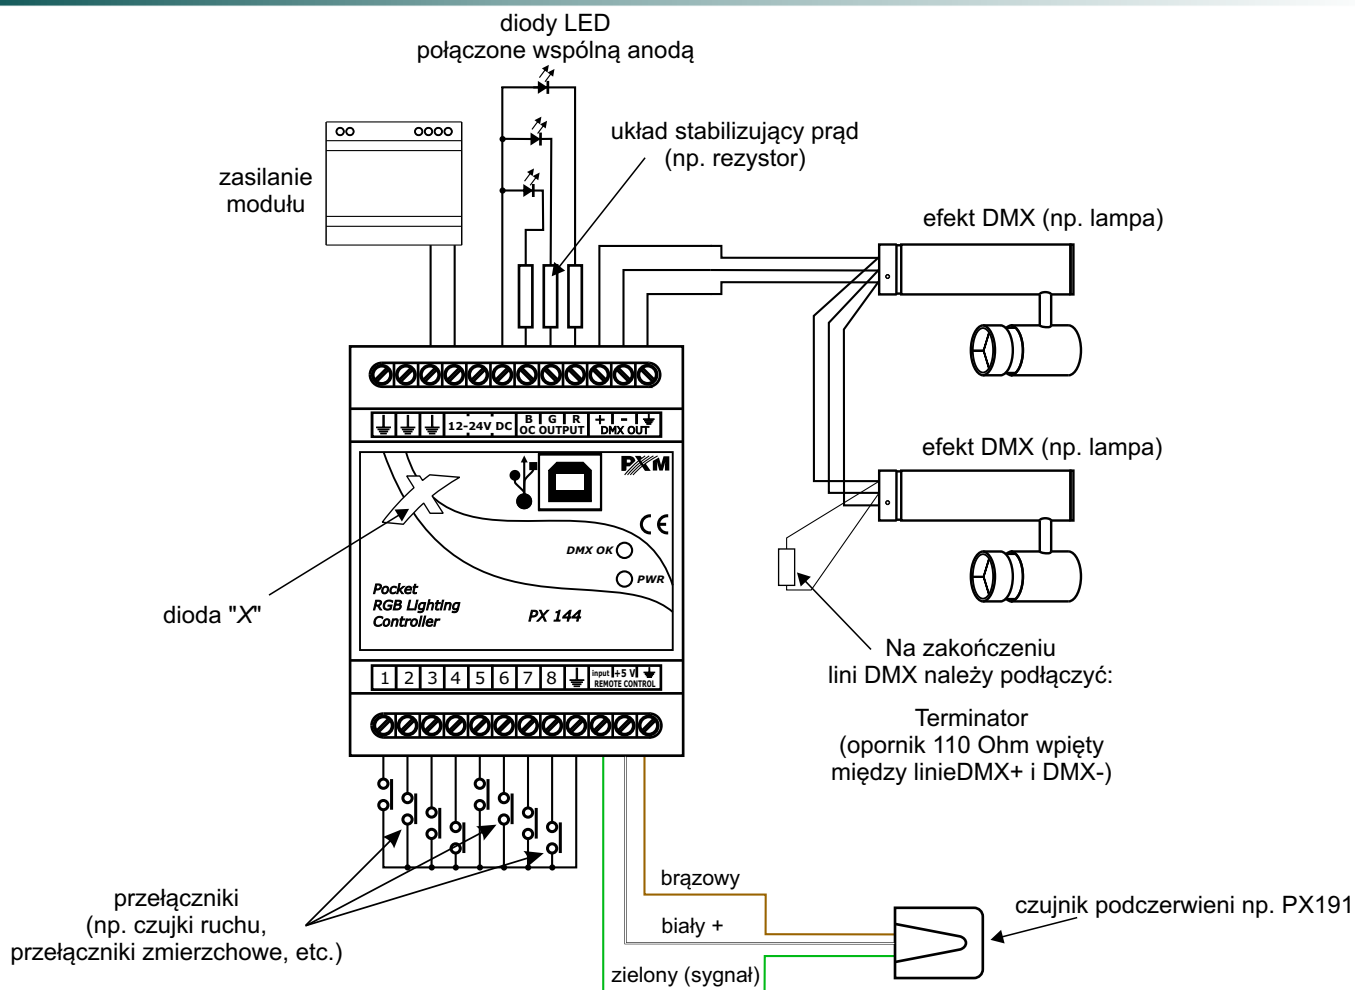 diody LED
połączone wspólną anodą
układ stabilizujący prąd
(np. rezystor)
zasilanie
modułu
efekt DMX (np. lampa)
12-24V DC
B G R
OC OUTPUT
+ -
DMX OUT
efekt DMX (np. lampa)
PXM
CE
DMX OK
PWR
Pocket
RGB Lighting
Controller
PX 144
dioda "X"
1 2 3 4 5 6 7 8
input +5 V
REMOTE CONTROL
Na zakończeniu
lini DMX należy podłączyć:
Terminator
(opornik 110 Ohm wpięty
między linieDMX+ i DMX-)
przełączniki
(np. czujki ruchu,
przełączniki zmierzchowe, etc.)
brązowy
biały +
zielony (sygnał)
czujnik podczerwieni np. PX191